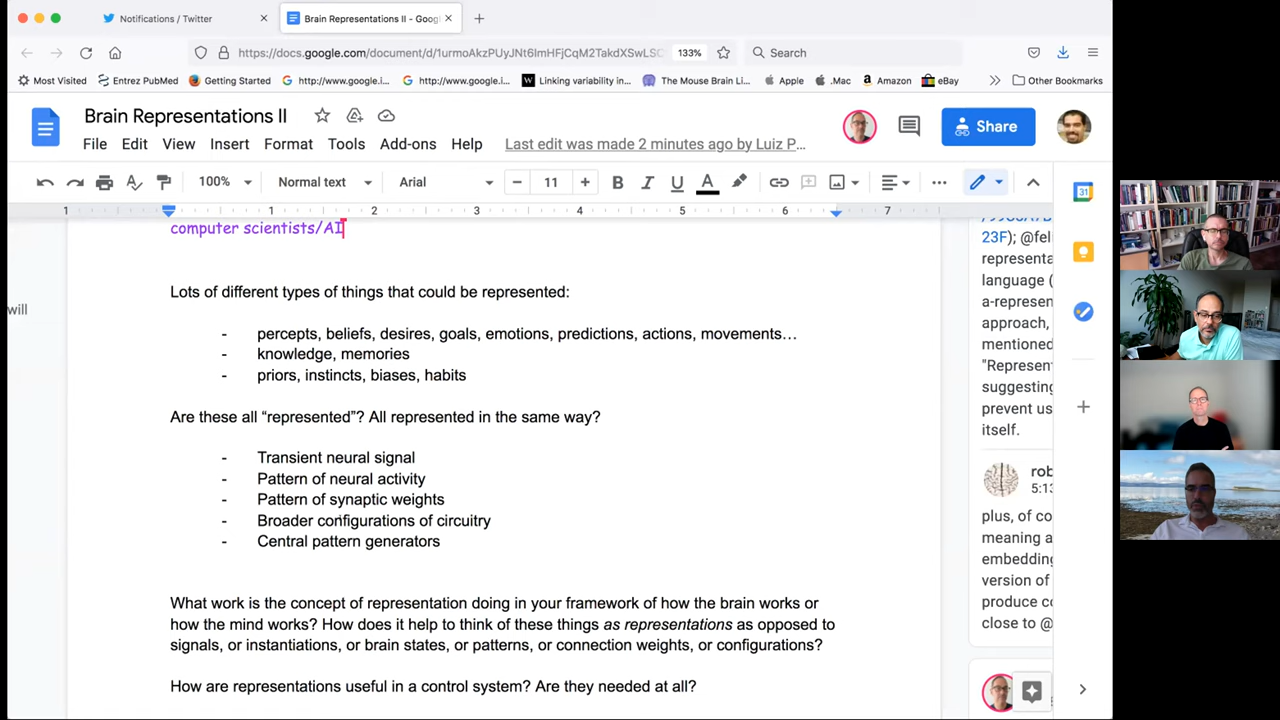 Notifications / Twitter
Brain Representations II - Goog
https://docs.google.com/document/d/1urmoAkzPUyJNt6lmHFjCqM2TakdXSwLSC
133%
Search
Most Visited
Entrez PubMed
Getting Started
http://www.google.i...
http://www.google.i...
Linking variability in...
The Mouse Brain Li...
Apple
.Mac
Amazon
eBay
Other Bookmarks
Brain Representations II
Share
File Edit View Insert Format Tools Add-ons Help
Last edit was made 2 minutes ago by Luiz P...
100%
Normal text
Arial
11
B I U A
31
1 1 2 3 4 5 6 7
computer scientists/AI
will
Lots of different types of things that could be represented:
- percepts, beliefs, desires, goals, emotions, predictions, actions, movements…
- knowledge, memories
- priors, instincts, biases, habits
Are these all “represented”? All represented in the same way?
- Transient neural signal
- Pattern of neural activity
- Pattern of synaptic weights
- Broader configurations of circuitry
- Central pattern generators
What work is the concept of representation doing in your framework of how the brain works or
how the mind works? How does it help to think of these things as representations as opposed to
signals, or instantiations, or brain states, or patterns, or connection weights, or configurations?
How are representations useful in a control system? Are they needed at all?
23F); @fel
representa
language (
a-represen
approach,
mentioned
"Represen
suggesting
prevent us
itself.
rob
5:13
plus, of co
meaning a
embedding
version of
produce co
close to @